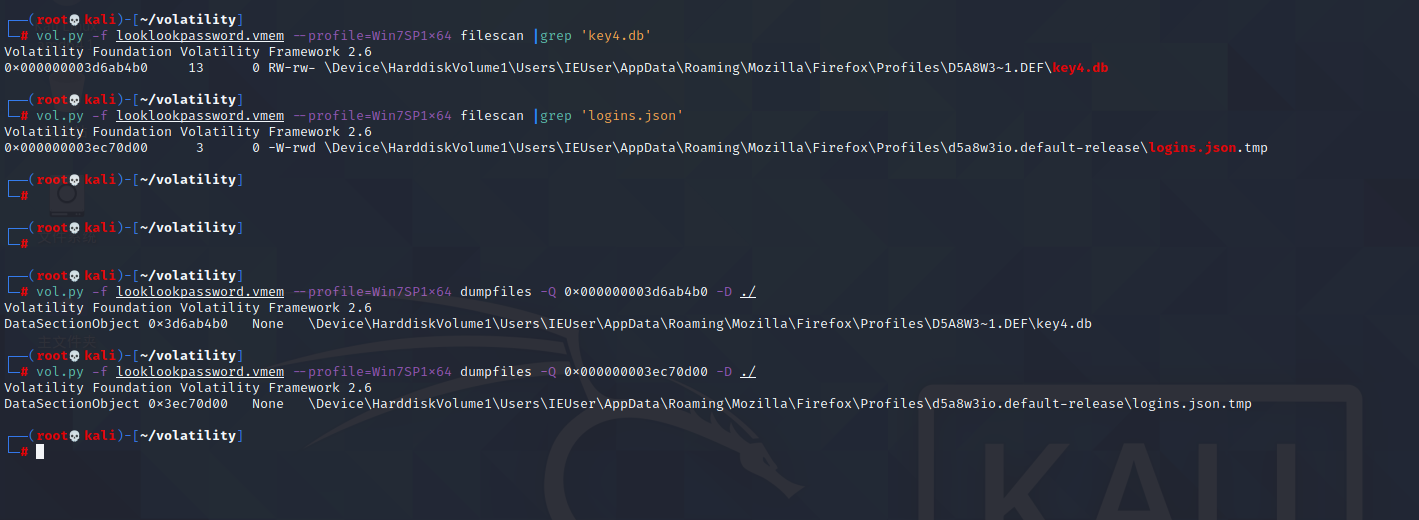 ┌──(root💀kali)-[~/volatility]
└─# vol.py -f looklookpassword.vmem --profile=Win7SP1×64 filescan |grep 'key4.db'
Volatility Foundation Volatility Framework 2.6
0×000000003d6ab4b0     13      0 RW-rw- \Device\HarddiskVolume1\Users\IEUser\AppData\Roaming\Mozilla\Firefox\Profiles\D5A8W3~1.DEF\key4.db
┌──(root💀kali)-[~/volatility]
└─# vol.py -f looklookpassword.vmem --profile=Win7SP1×64 filescan |grep 'logins.json'
Volatility Foundation Volatility Framework 2.6
0×000000003ec70d00      3      0 -W-rwd \Device\HarddiskVolume1\Users\IEUser\AppData\Roaming\Mozilla\Firefox\Profiles\d5a8w3io.default-release\logins.json.tmp
┌──(root💀kali)-[~/volatility]
└─#
┌──(root💀kali)-[~/volatility]
└─#
┌──(root💀kali)-[~/volatility]
└─# vol.py -f looklookpassword.vmem --profile=Win7SP1×64 dumpfiles -Q 0×000000003d6ab4b0 -D ./
Volatility Foundation Volatility Framework 2.6
DataSectionObject 0×3d6ab4b0   None   \Device\HarddiskVolume1\Users\IEUser\AppData\Roaming\Mozilla\Firefox\Profiles\D5A8W3~1.DEF\key4.db
主文件夹
┌──(root💀kali)-[~/volatility]
└─# vol.py -f looklookpassword.vmem --profile=Win7SP1×64 dumpfiles -Q 0×000000003ec70d00 -D ./
Volatility Foundation Volatility Framework 2.6
DataSectionObject 0×3ec70d00   None   \Device\HarddiskVolume1\Users\IEUser\AppData\Roaming\Mozilla\Firefox\Profiles\d5a8w3io.default-release\logins.json.tmp
┌──(root💀kali)-[~/volatility]
└─#
KALI